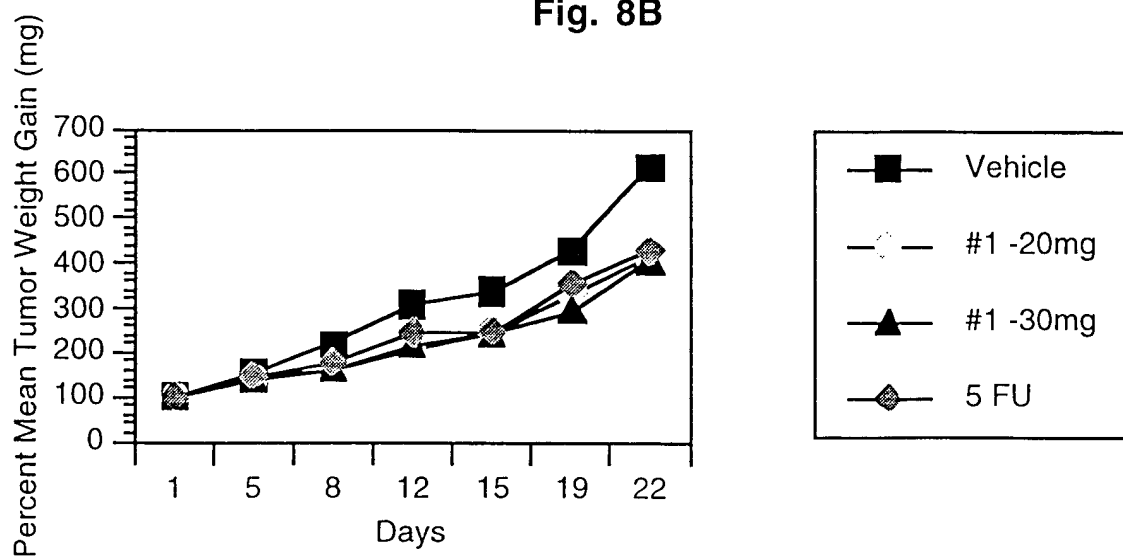 Fig. 8B
Percent Mean Tumor Weight Gain (mg)
700
600
500
400
300
200
100
0
1 5 8 12 15 19 22
Days
Vehicle
#1 -20mg
#1 -30mg
5 FU